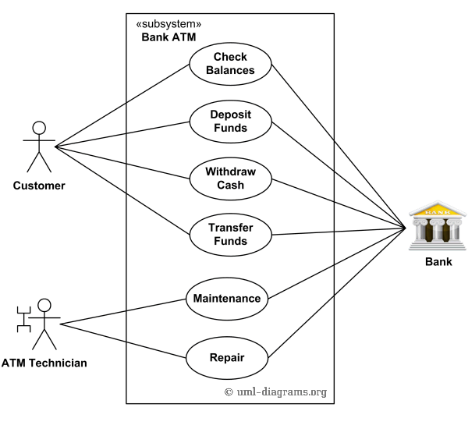 «subsystem»
Bank ATM
Check
Balances
Deposit
Funds
Withdraw
Cash
Transfer
Funds
Maintenance
Repair
Customer
ATM Technician
BANK
Bank
© uml-diagrams.org